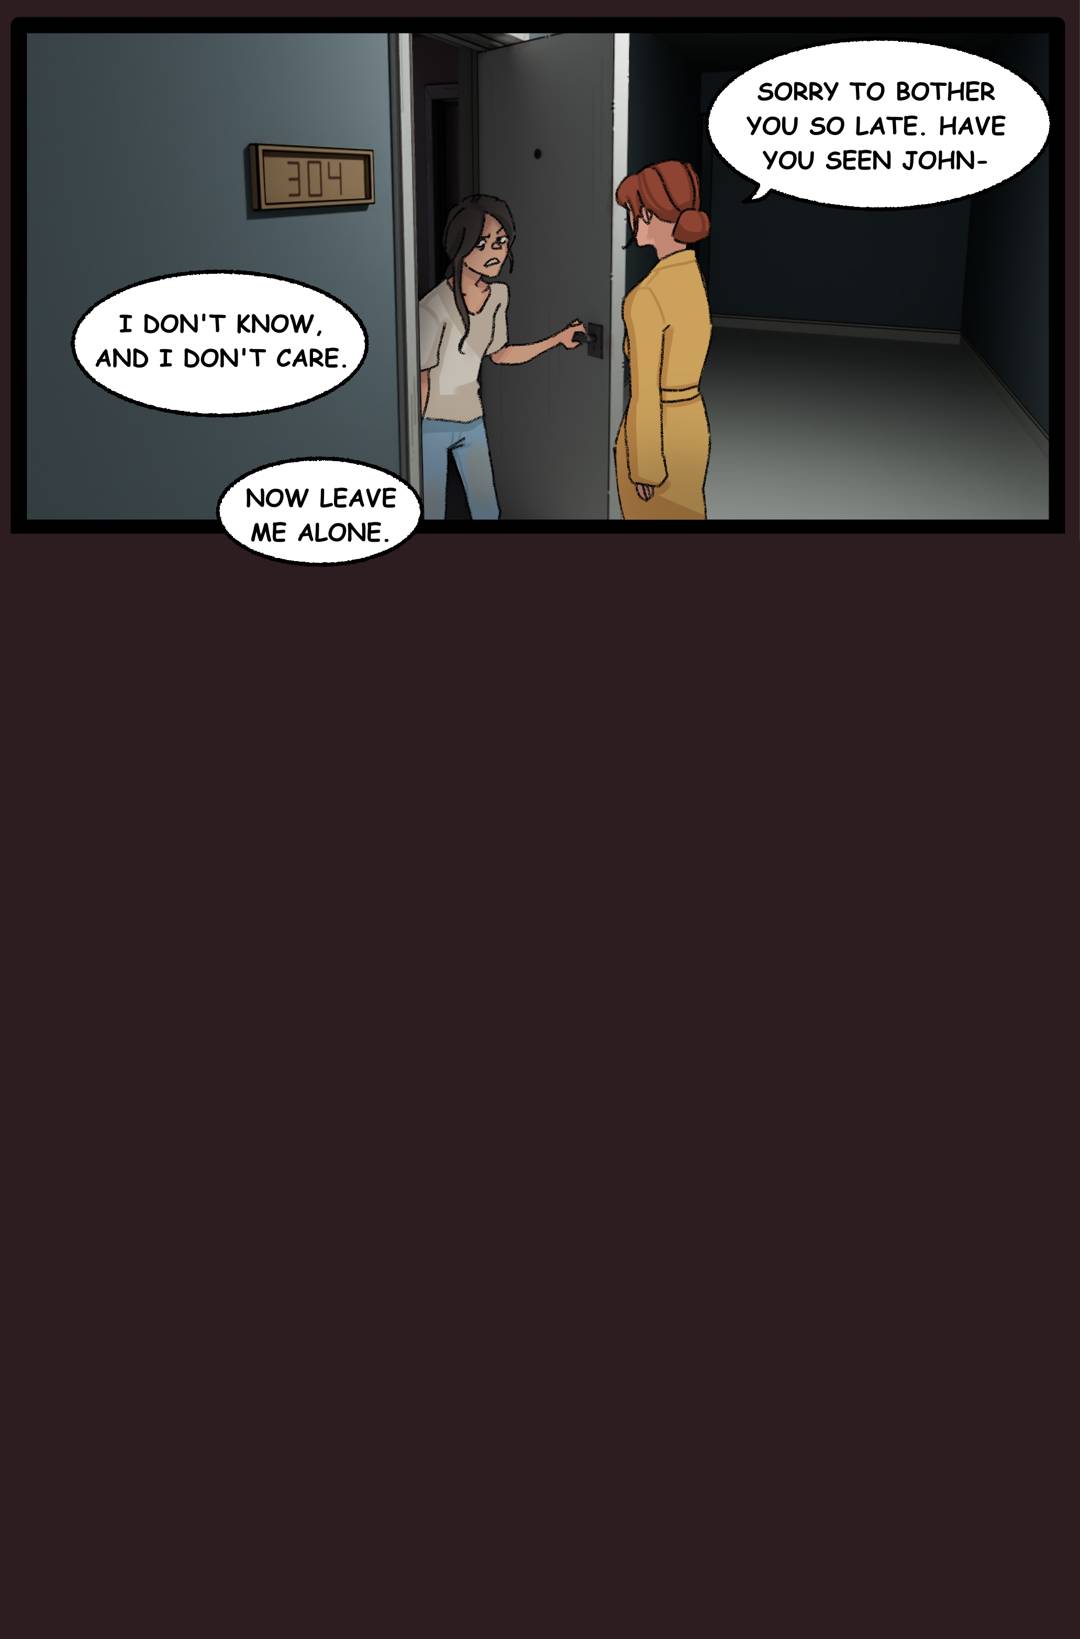 SORRY TO BOTHER
YOU SO LATE. HAVE
YOU SEEN JOHN-
304
I DON'T KNOW,
AND I DON'T CARE.
NOW LEAVE
ME ALONE.